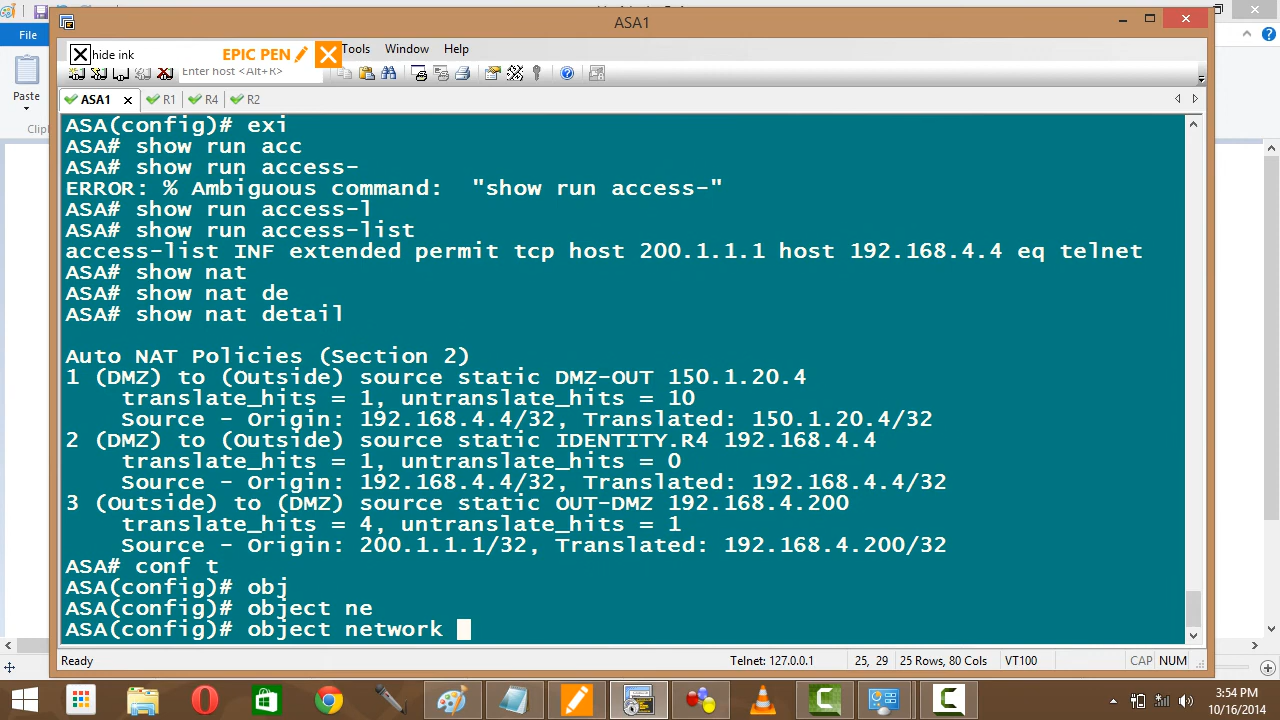 ASA1
File
hide ink
EPIC PEN
Tools Window Help
Paste
Enter host <Alt+R>
ASA1 R1 R4 R2
ASA(config)# exi
ASA# show run acc
ASA# show run access-
ERROR: % Ambiguous command:  "show run access-"
ASA# show run access-l
ASA# show run access-list
access-list INF extended permit tcp host 200.1.1.1 host 192.168.4.4 eq telnet
ASA# show nat
ASA# show nat de
ASA# show nat detail
Auto NAT Policies (Section 2)
1 (DMZ) to (Outside) source static DMZ-OUT 150.1.20.4
translate_hits = 1, untranslate_hits = 10
Source - Origin: 192.168.4.4/32, Translated: 150.1.20.4/32
2 (DMZ) to (Outside) source static IDENTITY.R4 192.168.4.4
translate_hits = 1, untranslate_hits = 0
Source - Origin: 192.168.4.4/32, Translated: 192.168.4.4/32
3 (Outside) to (DMZ) source static OUT-DMZ 192.168.4.200
translate_hits = 4, untranslate_hits = 1
Source - Origin: 200.1.1.1/32, Translated: 192.168.4.200/32
ASA# conf t
ASA(config)# obj
ASA(config)# object ne
ASA(config)# object network
Ready Telnet: 127.0.0.1 25, 29 25 Rows, 80 Cols VT100 CAP NUM
3:54 PM
10/16/2014